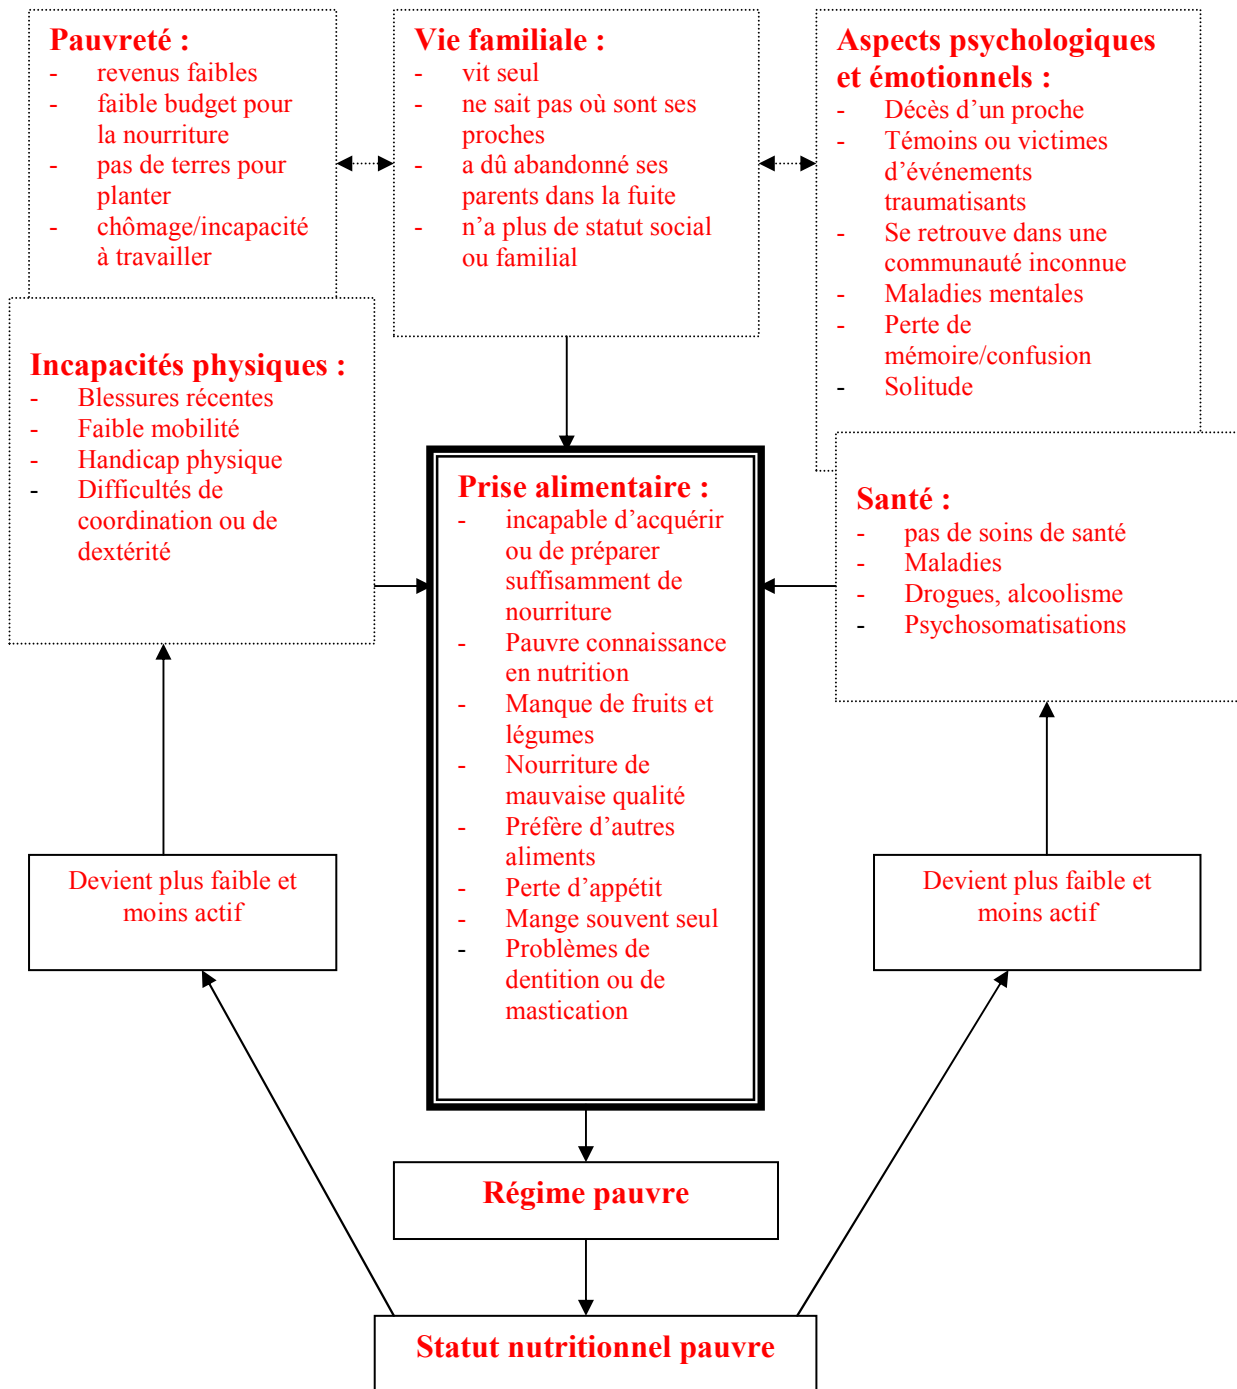 Pauvreté :
- revenus faibles
- faible budget pour
la nourriture
- pas de terres pour
planter
- chômage/incapacité
à travailler
Vie familiale :
- vit seul
- ne sait pas où sont ses
proches
- a dû abandonné ses
parents dans la fuite
- n’a plus de statut social
ou familial
Aspects psychologiques
et émotionnels :
- Décès d’un proche
- Témoins ou victimes
d’événements
traumatisants
- Se retrouve dans une
communauté inconnue
- Maladies mentales
- Perte de
mémoire/confusion
- Solitude
Incapacités physiques :
- Blessures récentes
- Faible mobilité
- Handicap physique
- Difficultés de
coordination ou de
dextérité
Prise alimentaire :
- incapable d’acquérir
ou de préparer
suffisamment de
nourriture
- Pauvre connaissance
en nutrition
- Manque de fruits et
légumes
- Nourriture de
mauvaise qualité
- Préfère d’autres
aliments
- Perte d’appétit
- Mange souvent seul
- Problèmes de
dentition ou de
mastication
Santé :
- pas de soins de santé
- Maladies
- Drogues, alcoolisme
- Psychosomatisations
Devient plus faible et
moins actif
Devient plus faible et
moins actif
Régime pauvre
Statut nutritionnel pauvre